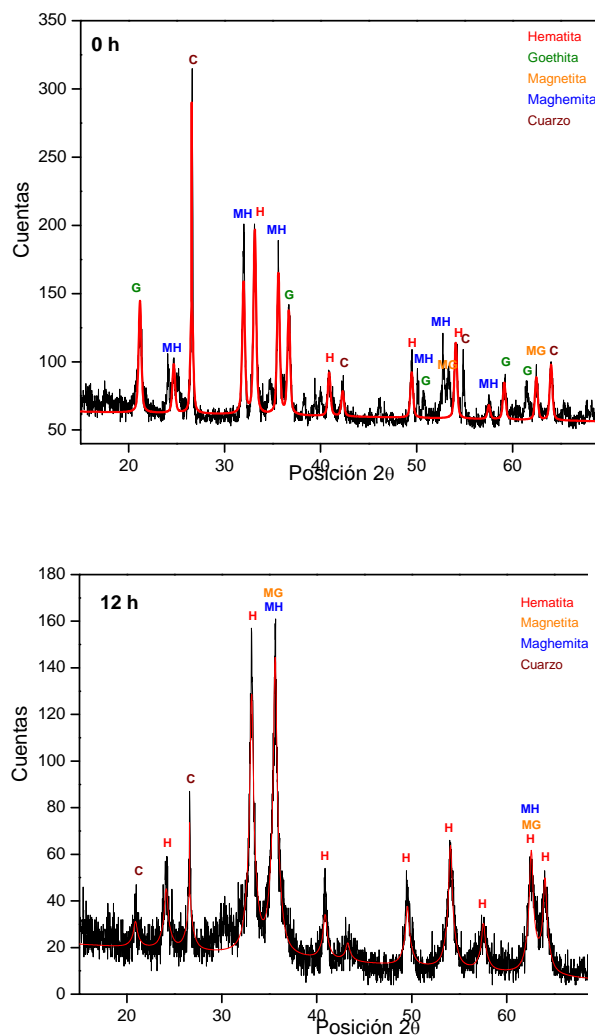 0 h
Hematita
Goethita
Magnetita
Maghemita
Cuarzo
C
MH H
MH
G G
MH H
MH H
C
MG
MH
H C
MH G
G
G
MG
C
350
300
250
200
150
100
50
Cuentas
20 30 40 50 60
Posición 2θ
12 h
Hematita
Magnetita
Maghemita
Cuarzo
MG
H MH
C
H
C
H
H
H
H
MH
MG
H H
180
160
140
120
100
80
60
40
20
0
Cuentas
20 30 40 50 60
Posición 2θ